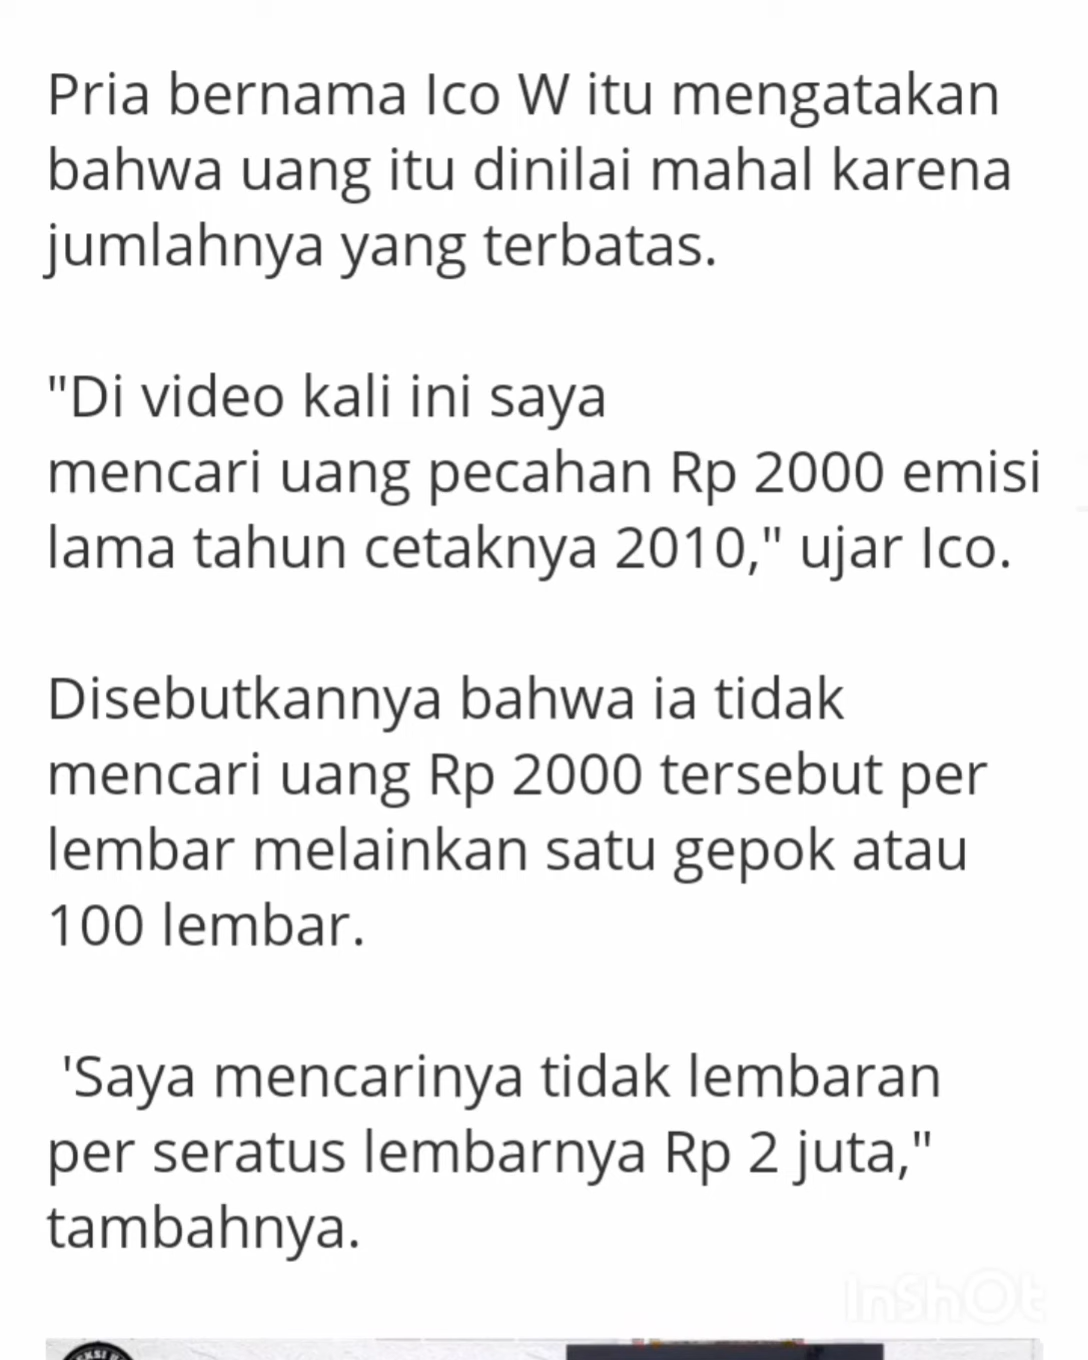 Pria bernama Ico W itu mengatakan
bahwa uang itu dinilai mahal karena
jumlahnya yang terbatas.
"Di video kali ini saya
mencari uang pecahan Rp 2000 emisi
lama tahun cetaknya 2010," ujar Ico.
Disebutkannya bahwa ia tidak
mencari uang Rp 2000 tersebut per
lembar melainkan satu gepok atau
100 lembar.
'Saya mencarinya tidak lembaran
per seratus lembarnya Rp 2 juta,"
tambahnya.
InShOt